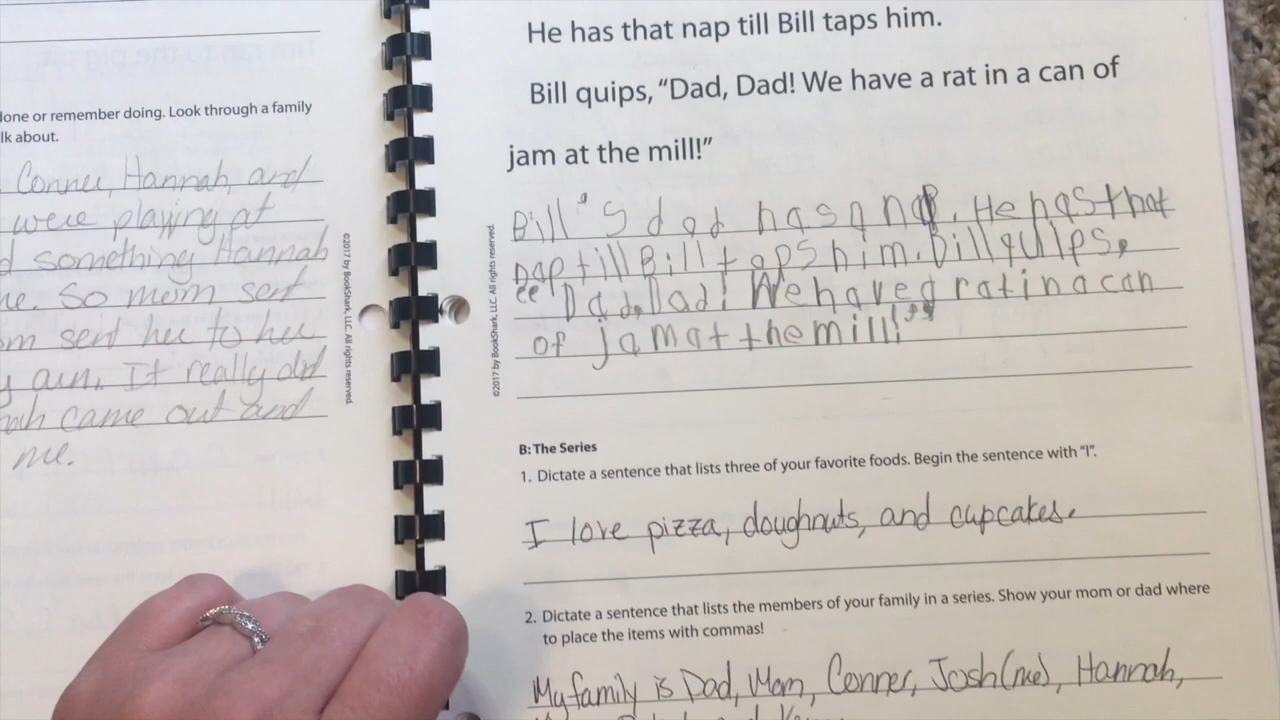 done or remember doing. Look through a family
lk about.
Conner, Hannah, and
were playing at
d something Hannah
me. So mom sent
om sent her to her
It really did
nah came out and
me.
©2017 by BookShark, LLC. All rights reserved.
©2017 by BookShark, LLC. All rights reserved.
He has that nap till Bill taps him.
Bill quips, “Dad, Dad! We have a rat in a can of
jam at the mill!”
Bill's dad has a nap. He has that
nap till Bill taps him. Bill quips,
"Dad, Dad! We have a rat in a can
of jam at the mill!"
B: The Series
1. Dictate a sentence that lists three of your favorite foods. Begin the sentence with “I”.
I love pizza, doughnuts, and cupcakes.
2. Dictate a sentence that lists the members of your family in a series. Show your mom or dad where
to place the items with commas!
My family is Dad, Mom, Conner, Josh (me), Hannah,